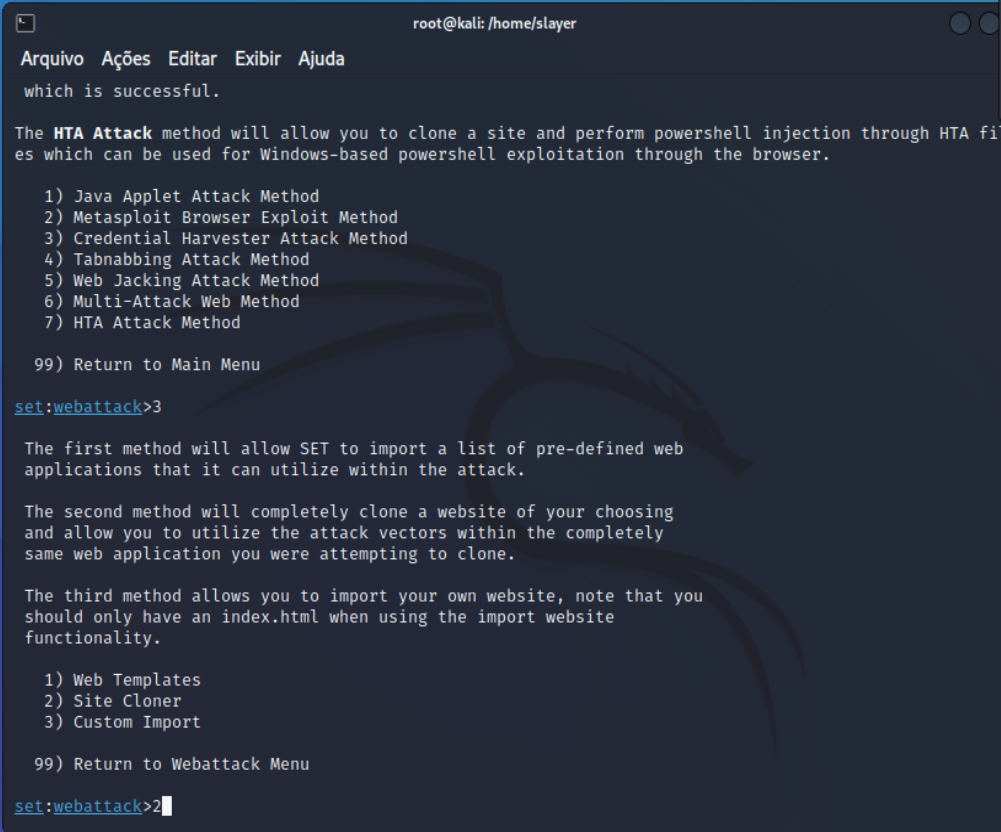 root@kali: /home/slayer
Arquivo Ações Editar Exibir Ajuda
which is successful.
The HTA Attack method will allow you to clone a site and perform powershell injection through HTA fi
es which can be used for Windows-based powershell exploitation through the browser.
1) Java Applet Attack Method
2) Metasploit Browser Exploit Method
3) Credential Harvester Attack Method
4) Tabnabbing Attack Method
5) Web Jacking Attack Method
6) Multi-Attack Web Method
7) HTA Attack Method
99) Return to Main Menu
set:webattack>3
The first method will allow SET to import a list of pre-defined web
applications that it can utilize within the attack.
The second method will completely clone a website of your choosing
and allow you to utilize the attack vectors within the completely
same web application you were attempting to clone.
The third method allows you to import your own website, note that you
should only have an index.html when using the import website
functionality.
1) Web Templates
2) Site Cloner
3) Custom Import
99) Return to Webattack Menu
set:webattack>2